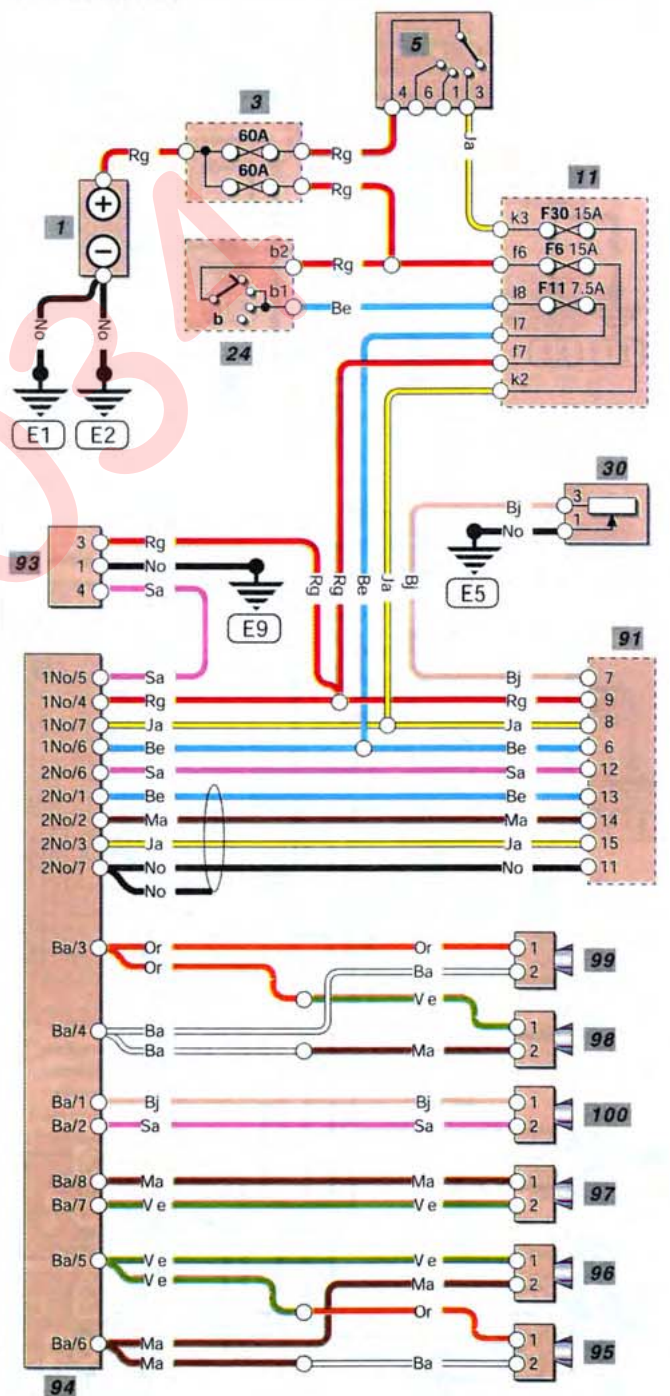 5
4 6 1 3
3
60A
Rg Rg
60A
Rg
Ja
11
k3 F30 15A
f6 F6 15A
l8 F11 7.5A
l7
f7
k2
1
+
−
b2 Rg
b1 Be
b
24
No No
E1 E2
30
3 Bj
1 No
E5
93
3 Rg
1 No
4 Sa
E9
Rg Rg Be Ja Bj
91
1No/5 Sa Bj 7
1No/4 Rg Rg 9
1No/7 Ja Ja 8
1No/6 Be Be 6
2No/6 Sa Sa 12
2No/1 Be Be 13
2No/2 Ma Ma 14
2No/3 Ja Ja 15
2No/7 No No 11
No
Ba/3 Or Or 1 99
Or Ba 2
Ve 1 98
Ba/4 Ba
Ba Ma 2
Ba/1 Bj Bj 1 100
Ba/2 Sa Sa 2
Ba/8 Ma Ma 1 97
Ba/7 Ve Ve 2
Ba/5 Ve Ve 1 96
Ve Ma 2
Or 1 95
Ba/6 Ma
Ma Ba 2
94